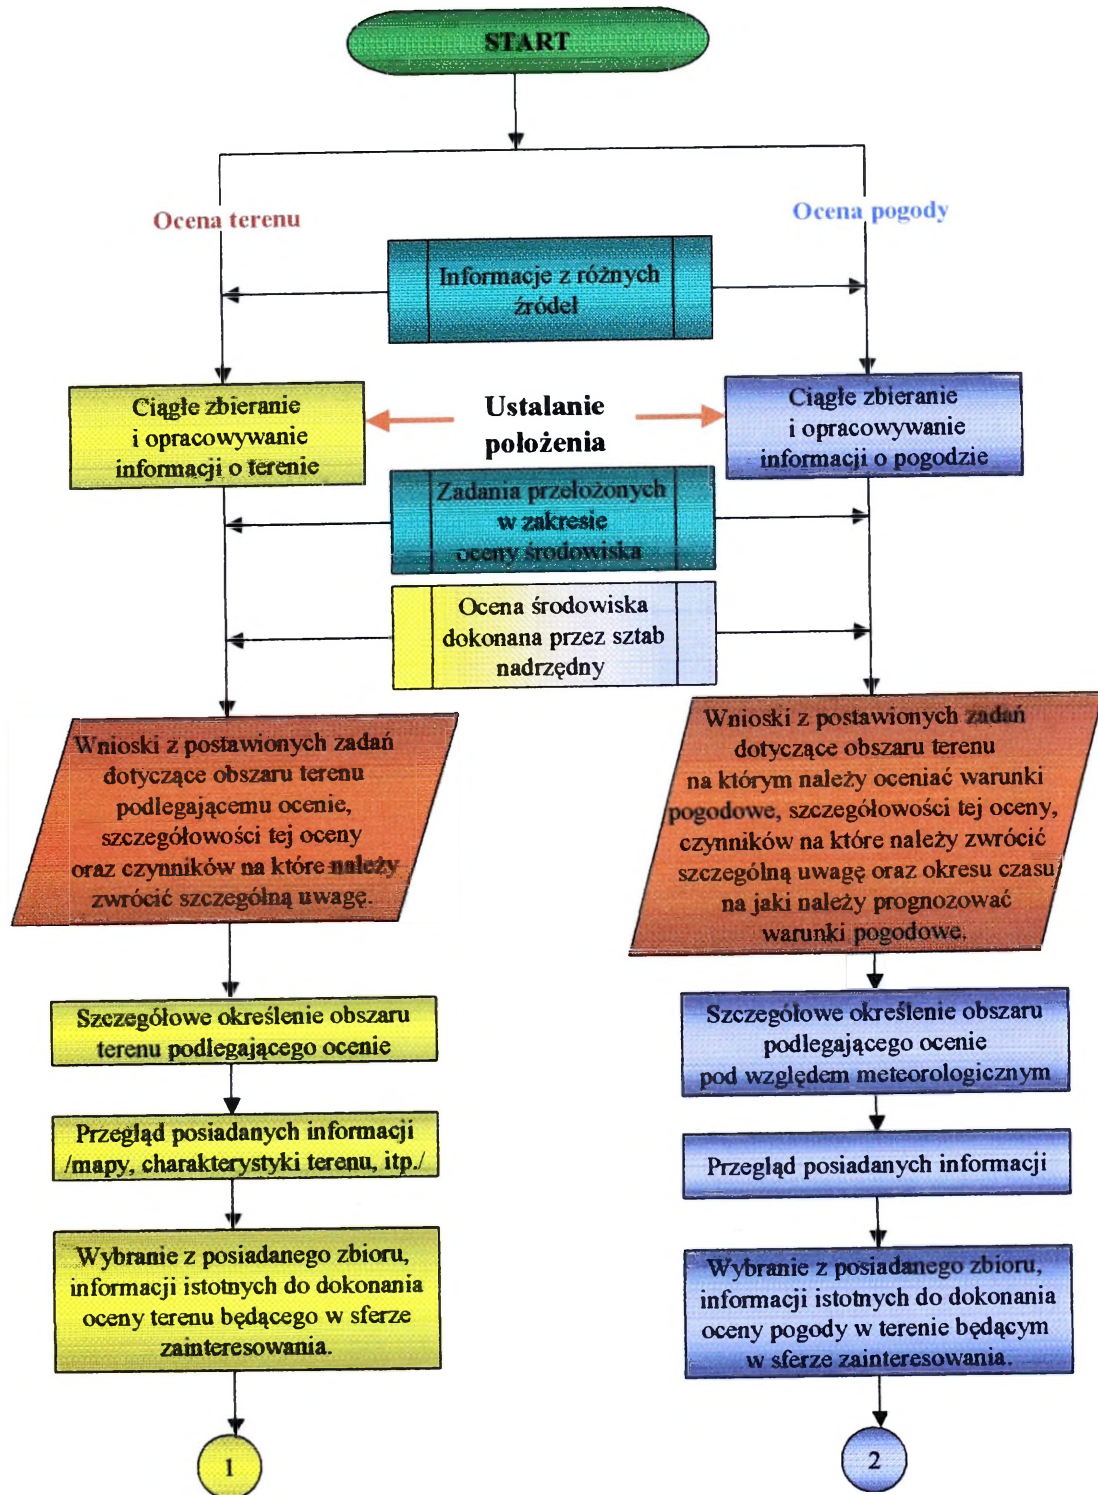 START
Ocena terenu
Ocena pogody
Informacje z różnych
źródeł
Ciągłe zbieranie
i opracowywanie
informacji o terenie
Ustalanie
położenia
Ciągłe zbieranie
i opracowywanie
informacji o pogodzie
Zadania przełożonych
w zakresie
oceny środowiska
Ocena środowiska
dokonana przez sztab
nadrzędny
Wnioski z postawionych zadań
dotyczące obszaru terenu
podlegającemu ocenie,
szczegółowości tej oceny
oraz czynników na które należy
zwrócić szczególną uwagę.
Wnioski z postawionych zadań
dotyczące obszaru terenu
na którym należy oceniać warunki
pogodowe, szczegółowości tej oceny,
czynników na które należy zwrócić
szczególną uwagę oraz okresu czasu
na jaki należy prognozować
warunki pogodowe.
Szczegółowe określenie obszaru
terenu podlegającego ocenie
Szczegółowe określenie obszaru
podlegającego ocenie
pod względem meteorologicznym
Przegląd posiadanych informacji
/mapy, charakterystyki terenu, itp./
Przegląd posiadanych informacji
Wybranie z posiadanego zbioru,
informacji istotnych do dokonania
oceny terenu będącego w sferze
zainteresowania.
Wybranie z posiadanego zbioru,
informacji istotnych do dokonania
oceny pogody w terenie będącym
w sferze zainteresowania.
1
2